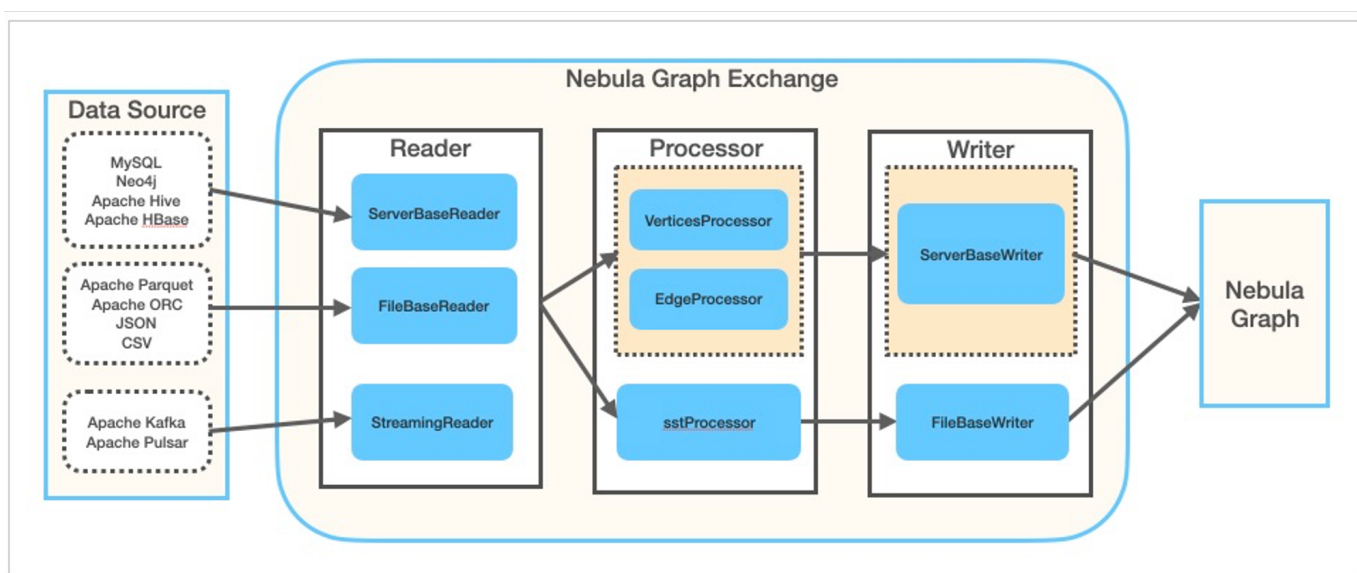 Nebula Graph Exchange
Data Source
MySQL
Neo4j
Apache Hive
Apache HBase
Apache Parquet
Apache ORC
JSON
CSV
Apache Kafka
Apache Pulsar
Reader
ServerBaseReader
FileBaseReader
StreamingReader
Processor
VerticesProcessor
EdgeProcessor
sstProcessor
Writer
ServerBaseWriter
FileBaseWriter
Nebula
Graph